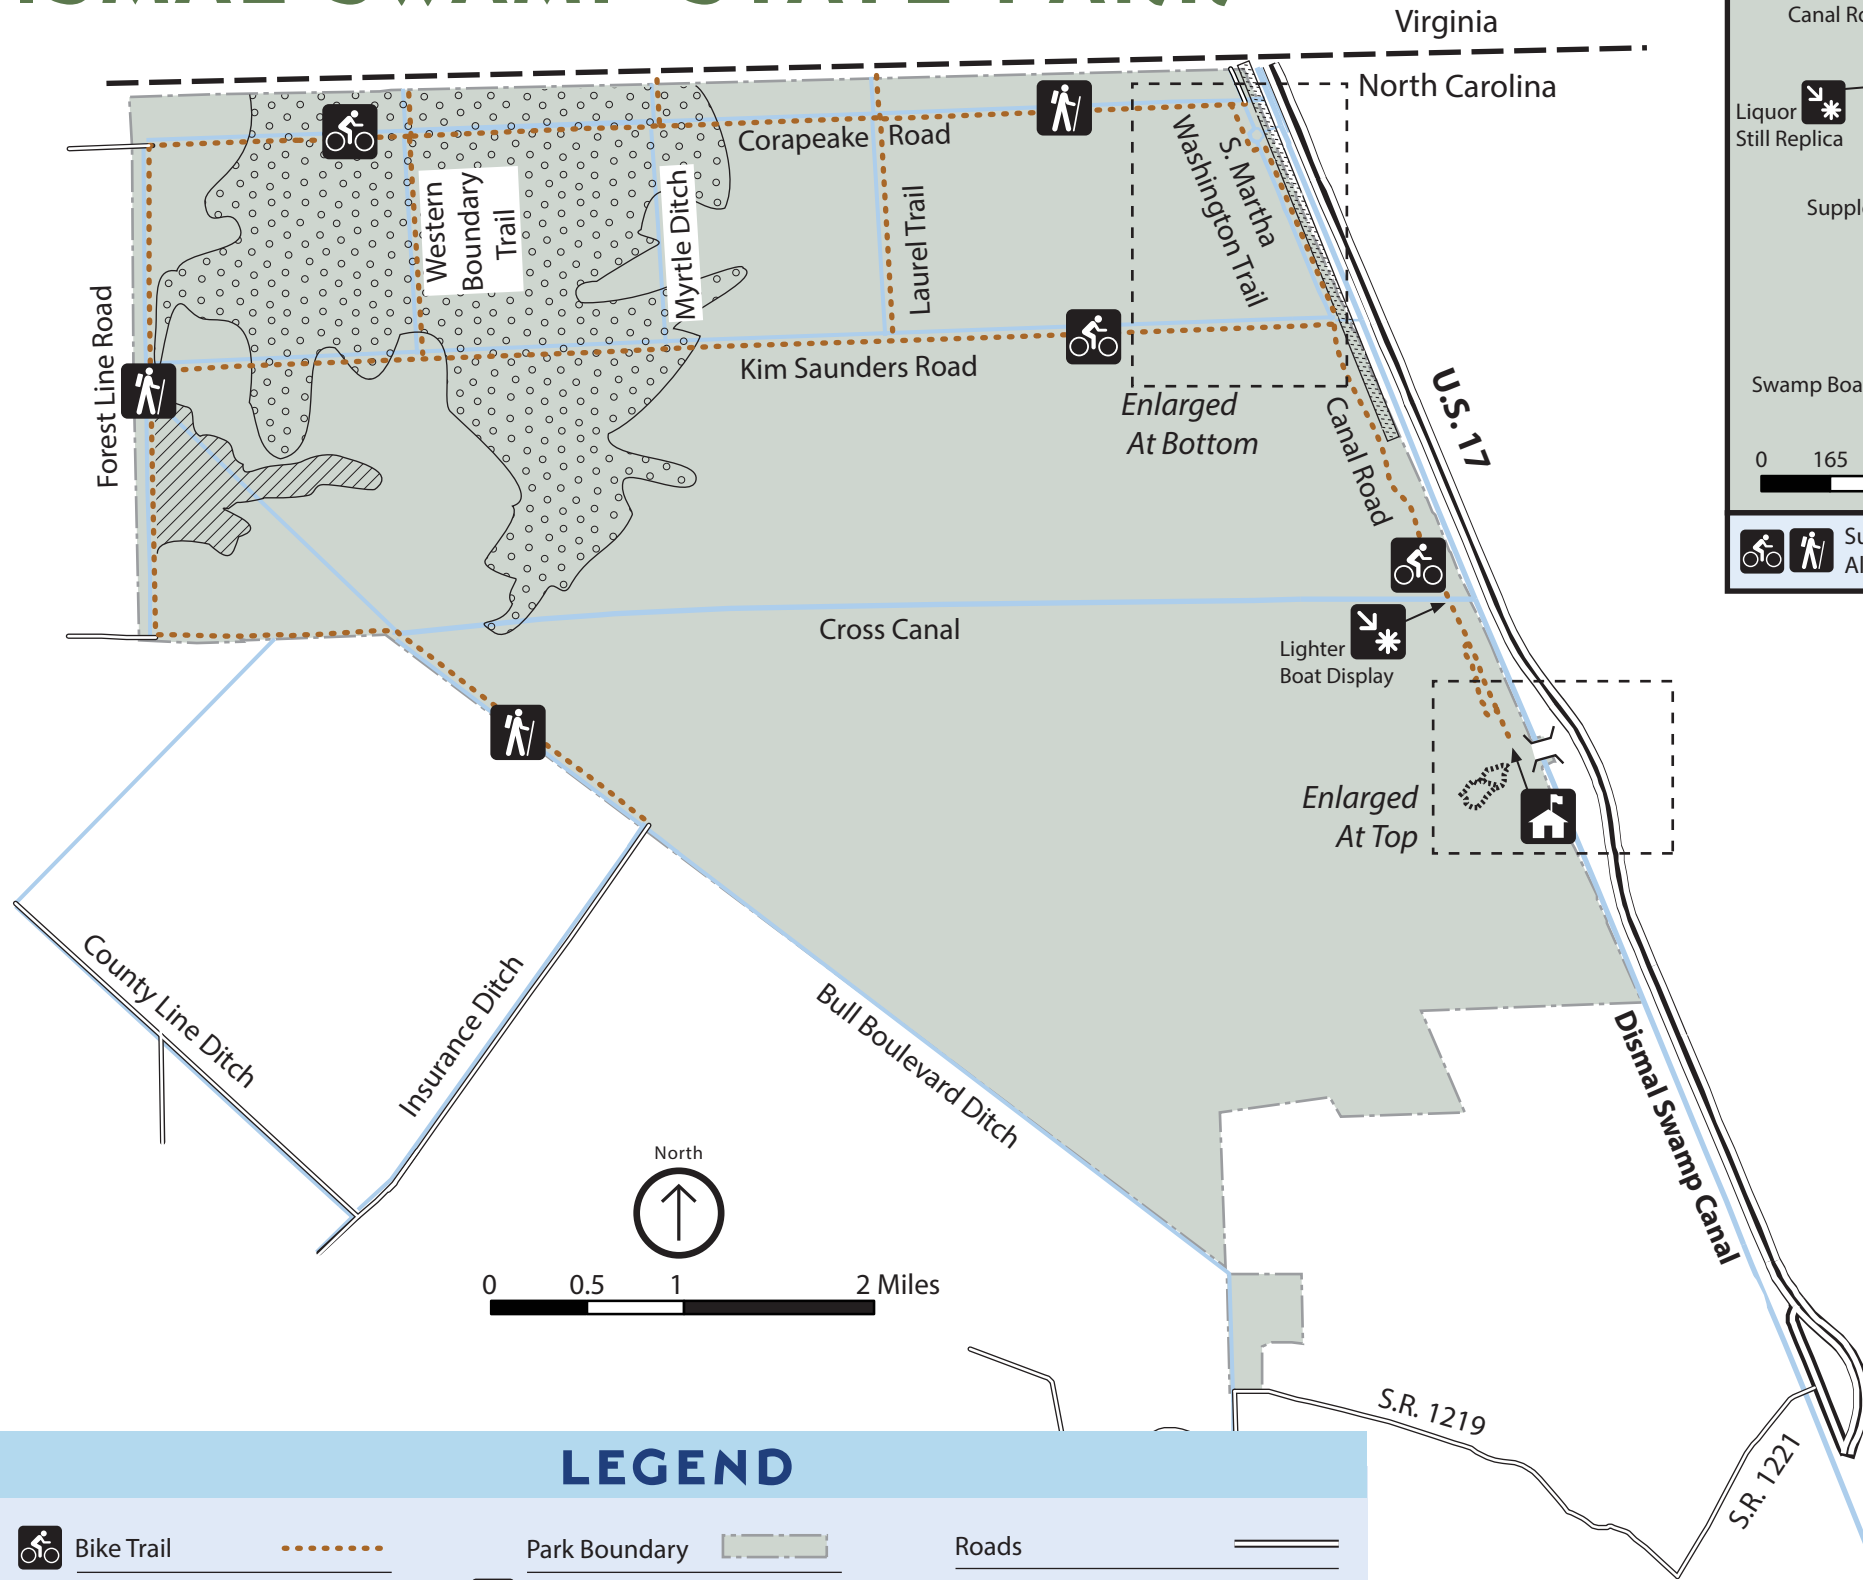 Virginia
North Carolina
Corapeake Road
Western
Boundary
Trail
Myrtle Ditch
Laurel Trail
S. Martha
Washington Trail
Forest Line Road
Kim Saunders Road
Enlarged
At Bottom
Canal Road
U.S. 17
Cross Canal
Lighter
Boat Display
Enlarged
At Top
County Line Ditch
Insurance Ditch
Bull Boulevard Ditch
Dismal Swamp Canal
North
0 0.5 1 2 Miles
S.R. 1219
S.R. 1221
Liquor
Still Replica
Canal
Swamp
0 165
LEGEND
Bike Trail
Park Boundary
Roads